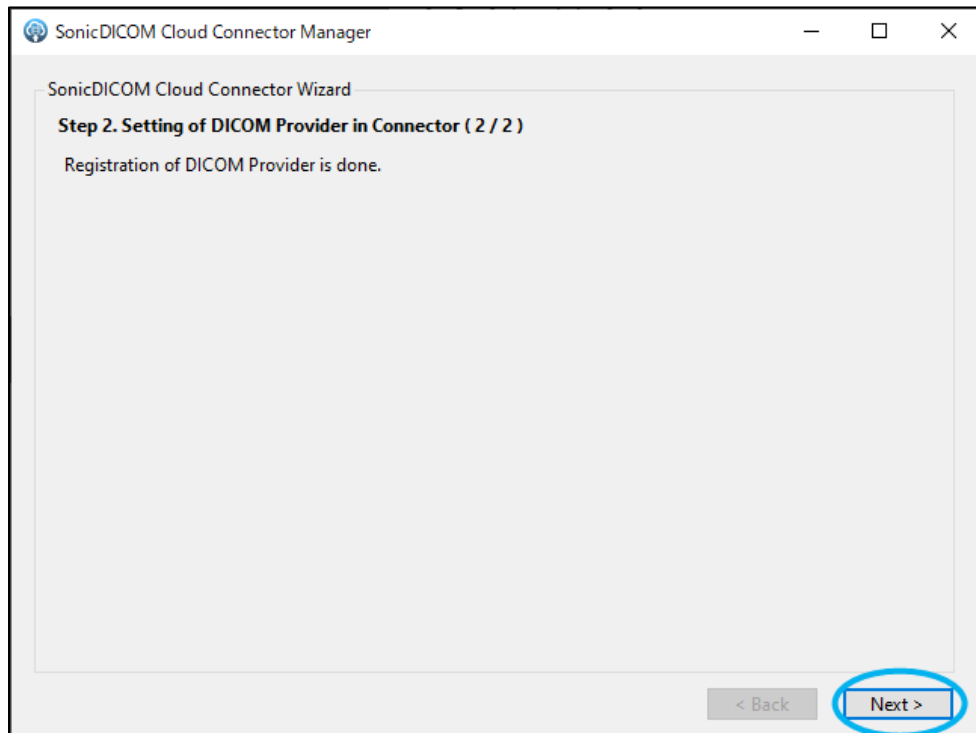 SonicDICOM Cloud Connector Manager
SonicDICOM Cloud Connector Wizard
Step 2. Setting of DICOM Provider in Connector ( 2 / 2 )
Registration of DICOM Provider is done.
< Back
Next >